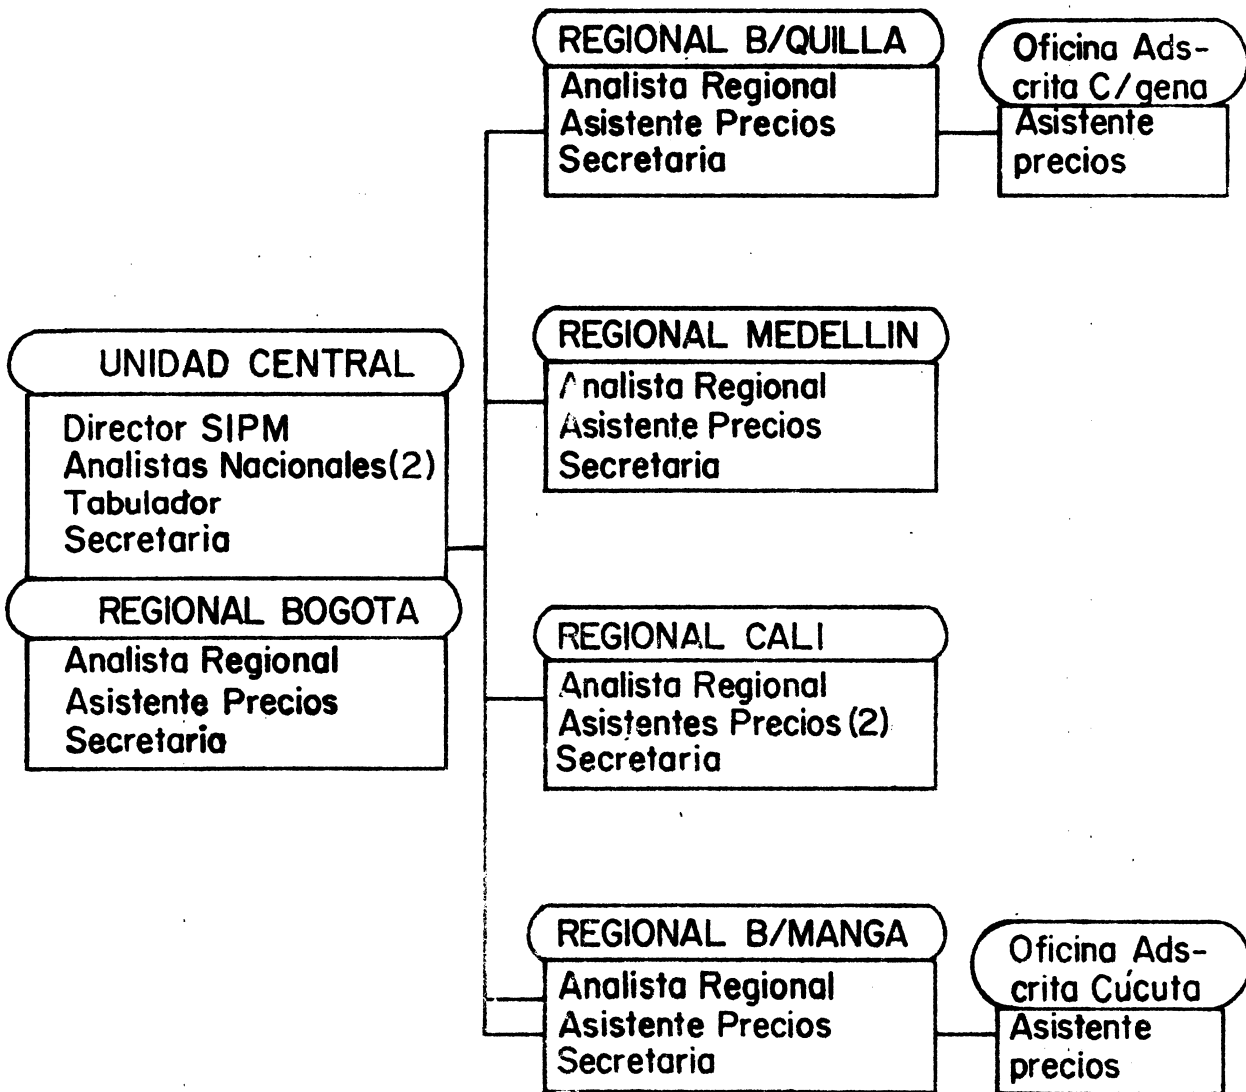 REGIONAL B/QUILLA
Analista Regional
Asistente Precios
Secretaria
Oficina Ads-
crita C/gena
Asistente
precios
REGIONAL MEDELLIN
Analista Regional
Asistente Precios
Secretaria
UNIDAD CENTRAL
Director SIPM
Analistas Nacionales(2)
Tabulador
Secretaria
REGIONAL BOGOTA
Analista Regional
Asistente Precios
Secretaria
REGIONAL CALI
Analista Regional
Asistentes Precios (2)
Secretaria
REGIONAL B/MANGA
Analista Regional
Asistente Precios
Secretaria
Oficina Ads-
crita Cúcuta
Asistente
precios